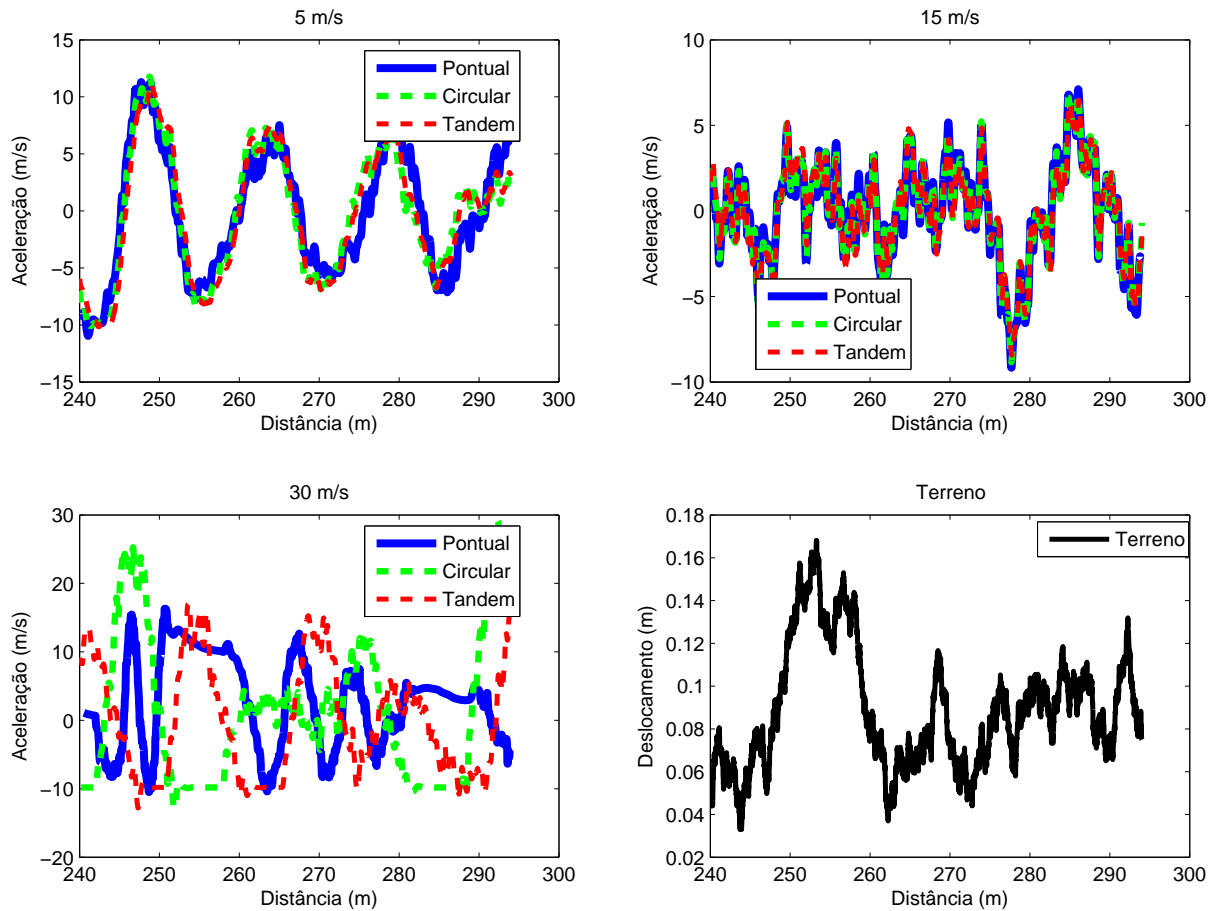 5 m/s
15
10
5
0
−5
−10
−15
240 250 260 270 280 290 300
Distância (m)
Aceleração (m/s)
Pontual
Circular
Tandem
15 m/s
10
5
0
−5
−10
240 250 260 270 280 290 300
Distância (m)
Aceleração (m/s)
Pontual
Circular
Tandem
30 m/s
30
20
10
0
−10
−20
240 250 260 270 280 290 300
Distância (m)
Aceleração (m/s)
Pontual
Circular
Tandem
Terreno
0.18
0.16
0.14
0.12
0.1
0.08
0.06
0.04
0.02
240 250 260 270 280 290 300
Distância (m)
Deslocamento (m)
Terreno